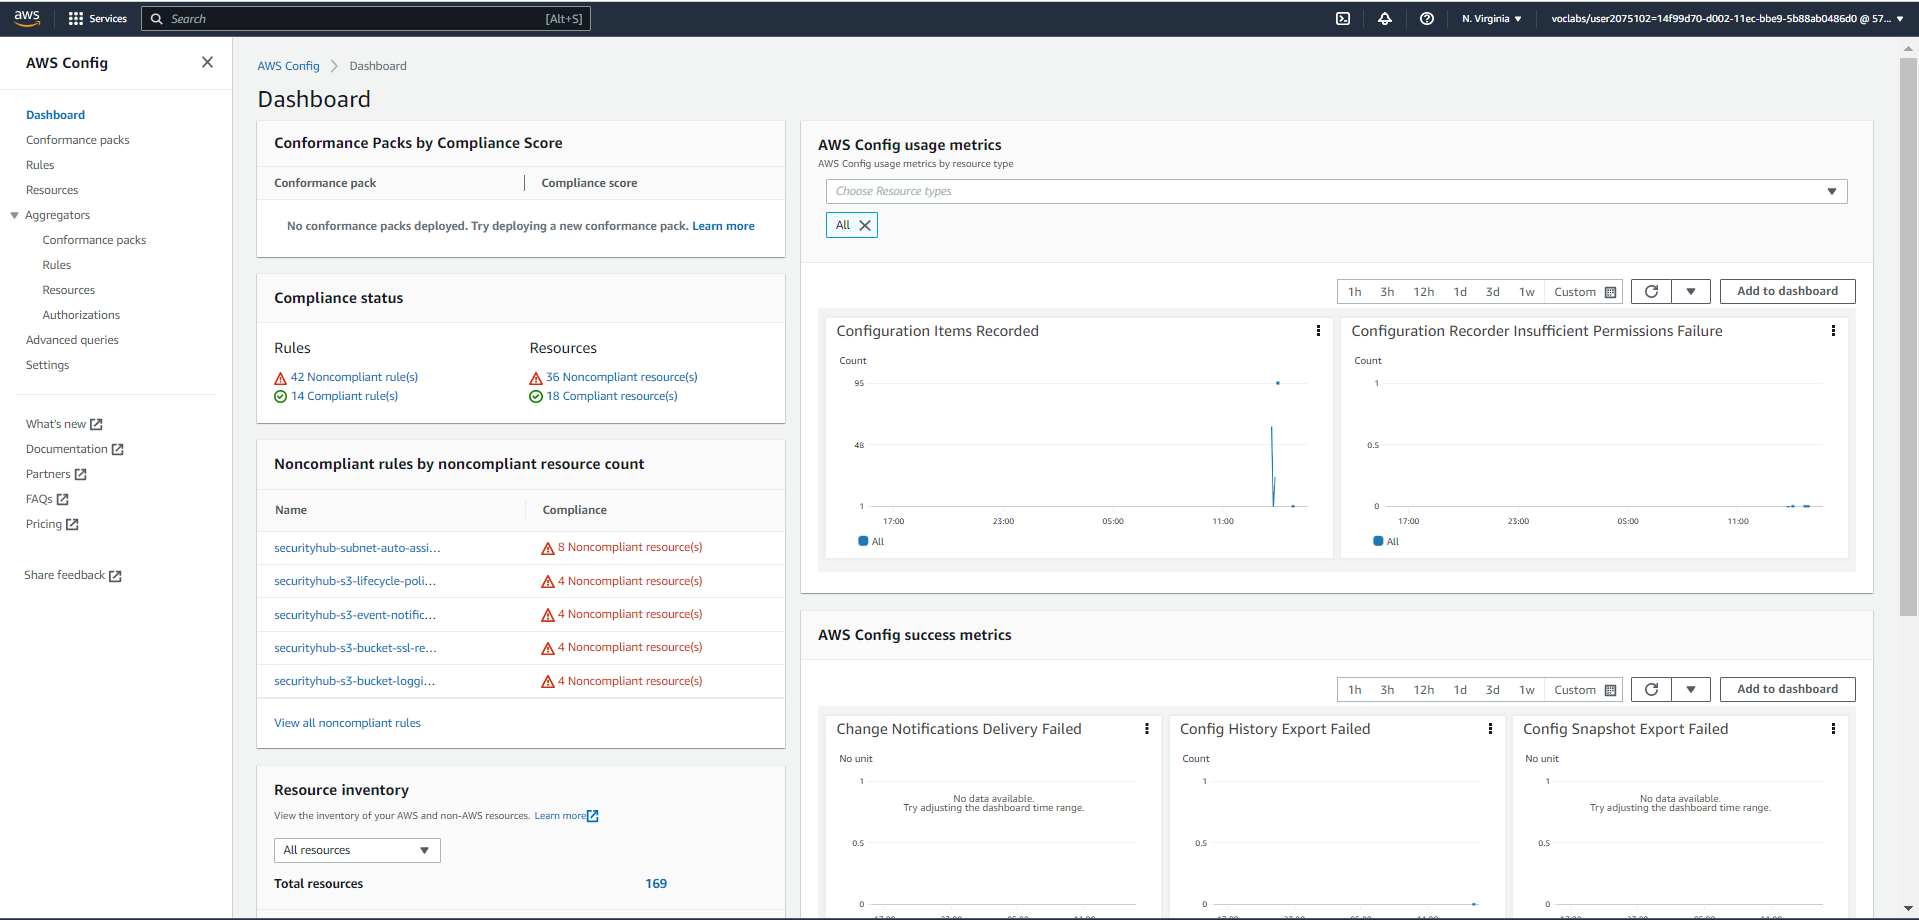 aws
Services
Search
[Alt+S]
N. Virginia
voclabs/user2075102=14f99d70-d002-11ec-bbe9-5b88ab0486d0 @ 57...
AWS Config
Dashboard
Conformance packs
Rules
Resources
Aggregators
Conformance packs
Rules
Resources
Authorizations
Advanced queries
Settings
What's new
Documentation
Partners
FAQs
Pricing
Share feedback
AWS Config
Dashboard
Dashboard
Conformance Packs by Compliance Score
Conformance pack
Compliance score
No conformance packs deployed. Try deploying a new conformance pack. Learn more
Compliance status
Rules
42 Noncompliant rule(s)
14 Compliant rule(s)
Resources
36 Noncompliant resource(s)
18 Compliant resource(s)
Noncompliant rules by noncompliant resource count
Name
Compliance
securityhub-subnet-auto-assi...
8 Noncompliant resource(s)
securityhub-s3-lifecycle-poli...
4 Noncompliant resource(s)
securityhub-s3-event-notific...
4 Noncompliant resource(s)
securityhub-s3-bucket-ssl-re...
4 Noncompliant resource(s)
securityhub-s3-bucket-loggi...
4 Noncompliant resource(s)
View all noncompliant rules
Resource inventory
View the inventory of your AWS and non-AWS resources. Learn more
All resources
Total resources
169
AWS Config usage metrics
AWS Config usage metrics by resource type
Choose Resource types
All
1h 3h 12h 1d 3d 1w Custom
Add to dashboard
Configuration Items Recorded
Count
95
48
1
17:00 23:00 05:00 11:00
All
Configuration Recorder Insufficient Permissions Failure
Count
1
0.5
0
17:00 23:00 05:00 11:00
All
AWS Config success metrics
1h 3h 12h 1d 3d 1w Custom
Add to dashboard
Change Notifications Delivery Failed
No unit
1
No data available.
Try adjusting the dashboard time range.
0.5
0
Config History Export Failed
Count
1
0.5
0
Config Snapshot Export Failed
No unit
1
No data available.
Try adjusting the dashboard time range.
0.5
0